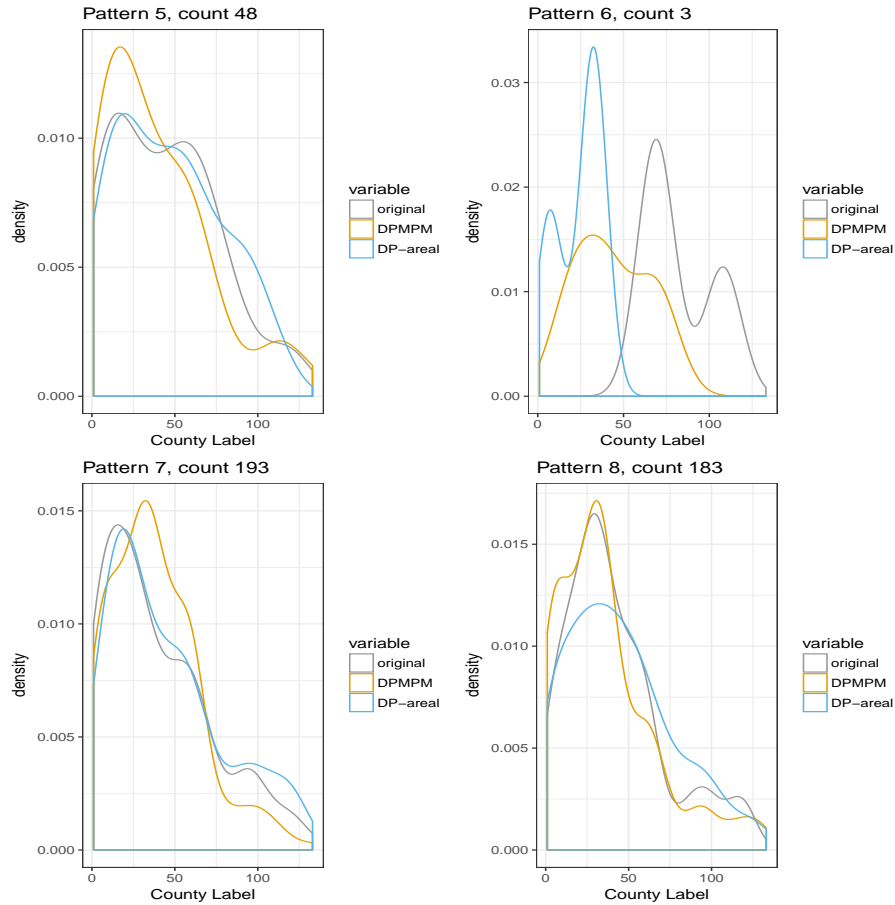 Pattern 5, count 48
density
0.010
0.005
0.000
0
50
100
County Label
variable
original
DPMPM
DP−areal
Pattern 6, count 3
density
0.03
0.02
0.01
0.00
0
50
100
County Label
variable
original
DPMPM
DP−areal
Pattern 7, count 193
density
0.015
0.010
0.005
0.000
0
50
100
County Label
variable
original
DPMPM
DP−areal
Pattern 8, count 183
density
0.015
0.010
0.005
0.000
0
50
100
County Label
variable
original
DPMPM
DP−areal